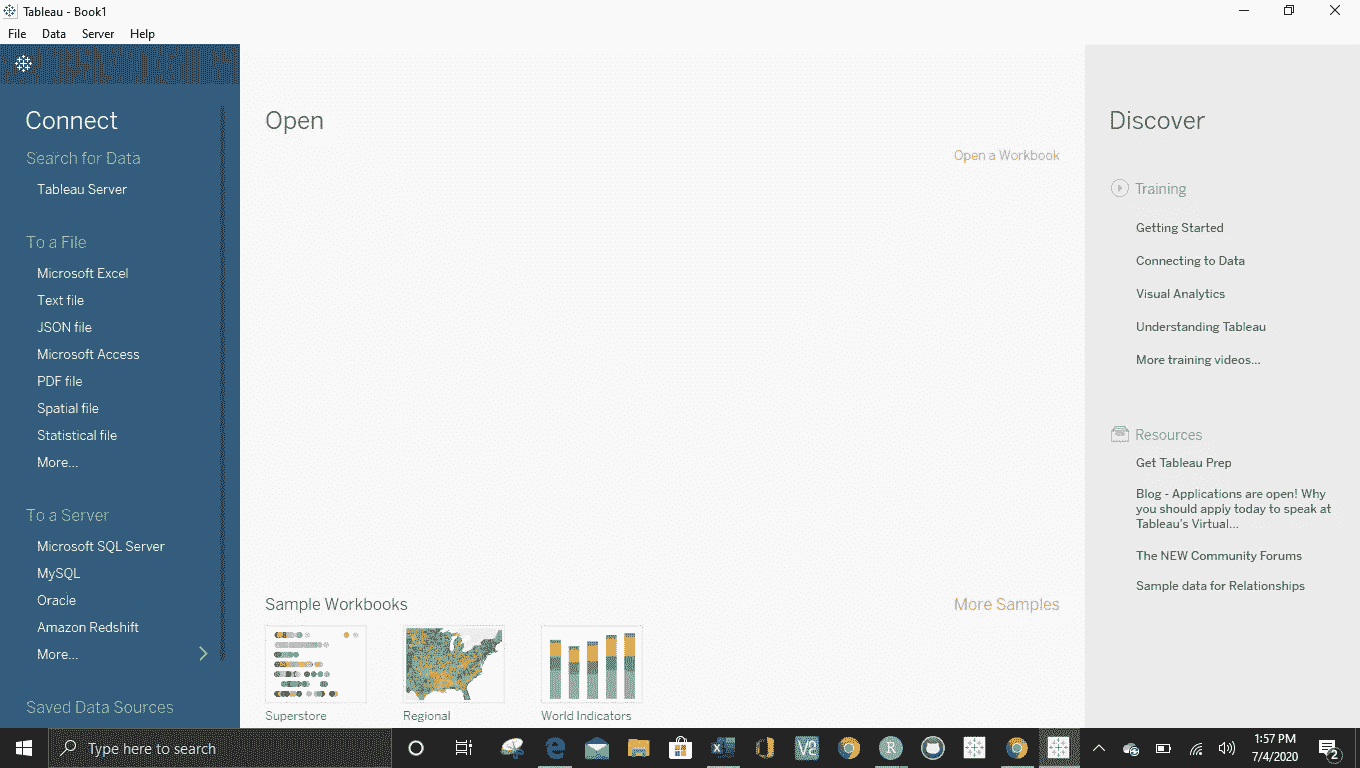 Tableau - Book1
File Data Server Help
Connect
Search for Data
Tableau Server
To a File
Microsoft Excel
Text file
JSON file
Microsoft Access
PDF file
Spatial file
Statistical file
More...
To a Server
Microsoft SQL Server
MySQL
Oracle
Amazon Redshift
More...
Saved Data Sources
Open
Open a Workbook
Sample Workbooks
More Samples
Superstore
Regional
World Indicators
Discover
Training
Getting Started
Connecting to Data
Visual Analytics
Understanding Tableau
More training videos...
Resources
Get Tableau Prep
Blog - Applications are open! Why
you should apply today to speak at
Tableau's Virtual...
The NEW Community Forums
Sample data for Relationships
Type here to search
1:57 PM
7/4/2020
2